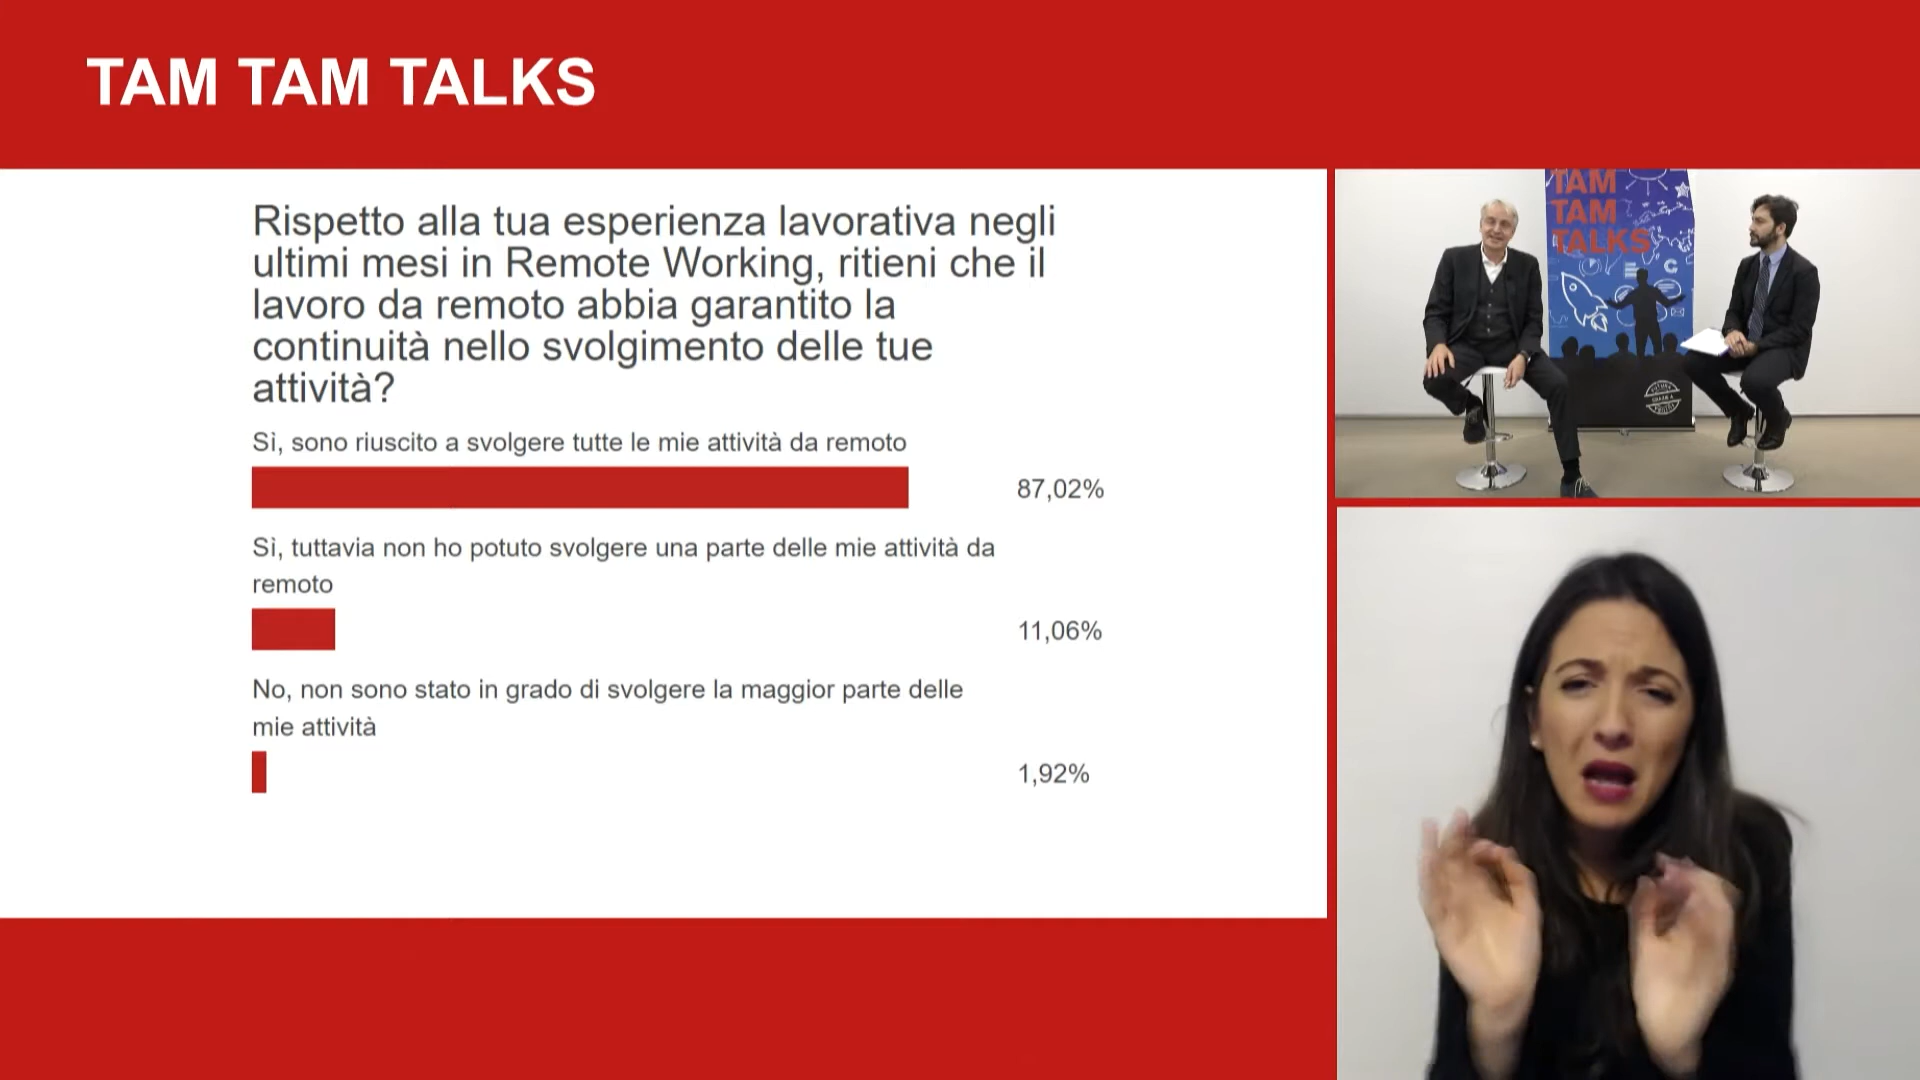 TAM TAM TALKS
Rispetto alla tua esperienza lavorativa negli
ultimi mesi in Remote Working, ritieni che il
lavoro da remoto abbia garantito la
continuità nello svolgimento delle tue
attività?
Sì, sono riuscito a svolgere tutte le mie attività da remoto
87,02%
Sì, tuttavia non ho potuto svolgere una parte delle mie attività da
remoto
11,06%
No, non sono stato in grado di svolgere la maggior parte delle
mie attività
1,92%
TAM
TAM
TALKS